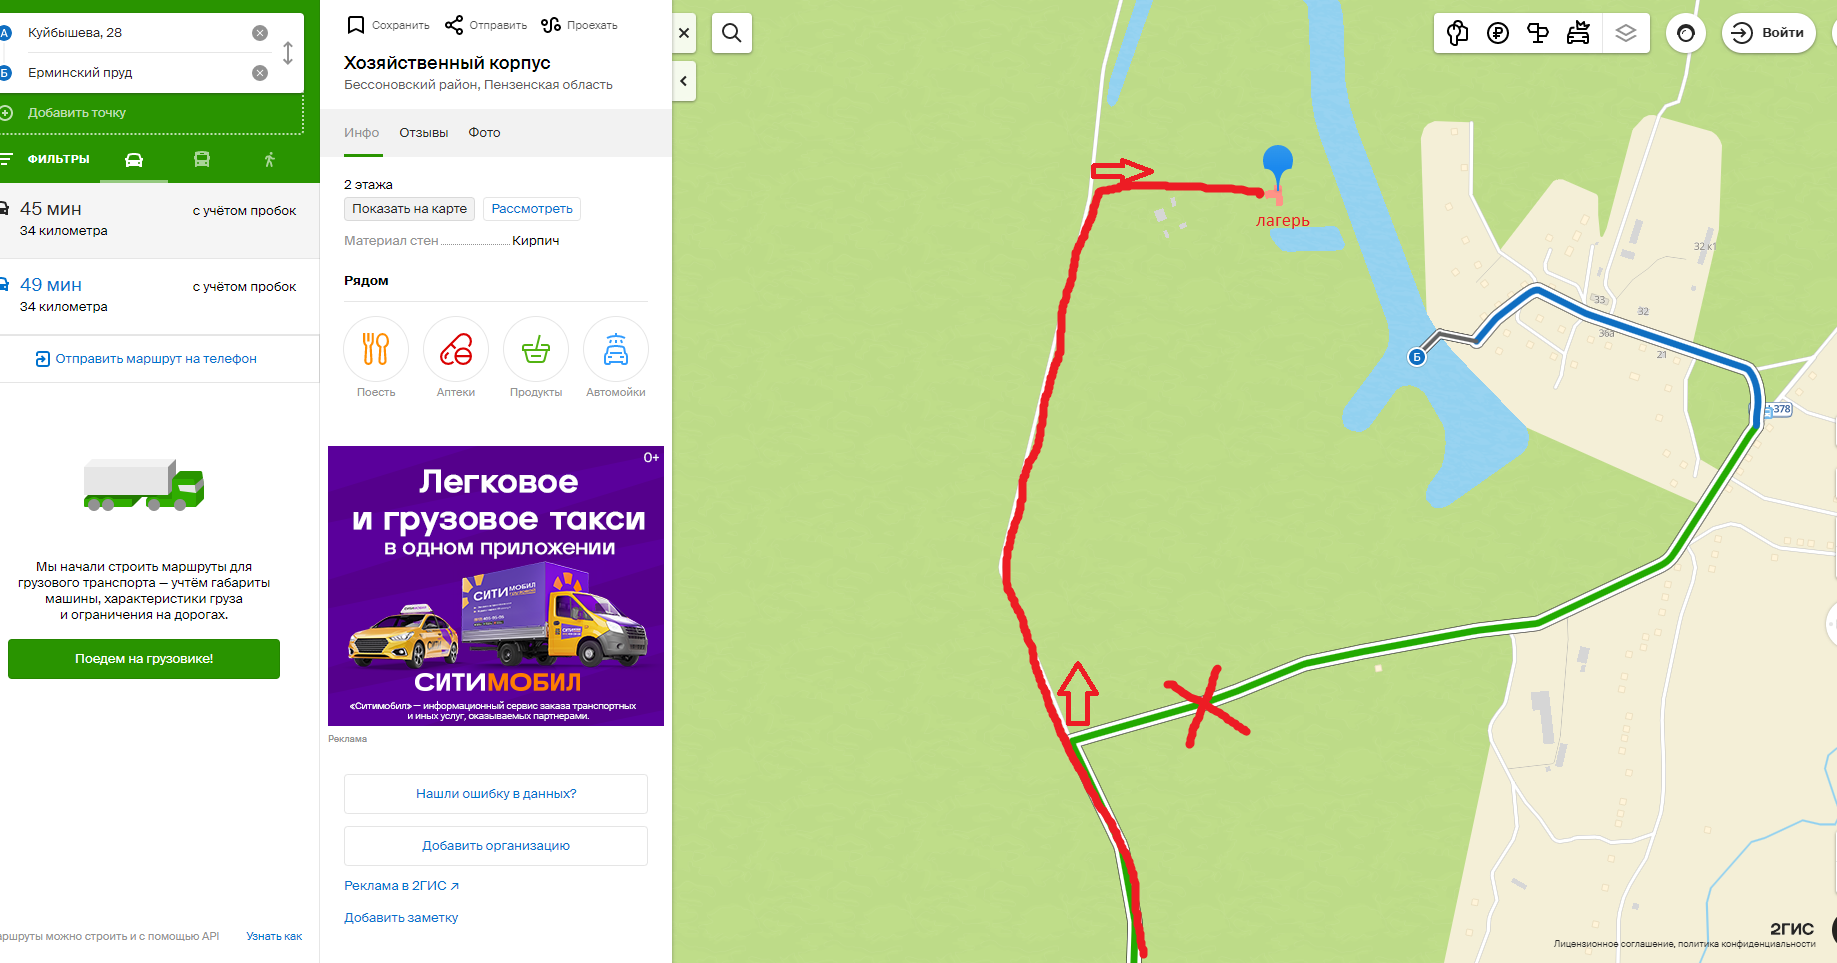 Куйбышева, 28
Ерминский пруд
Добавить точку
ФИЛЬТРЫ
45 мин
с учётом пробок
34 километра
49 мин
с учётом пробок
34 километра
Отправить маршрут на телефон
Мы начали строить маршруты для
грузового транспорта — учтём габариты
машины, характеристики груза
и ограничения на дорогах.
Поедем на грузовике!
аршруты можно строить и с помощью API
Узнать как
Сохранить
Отправить
Проехать
Хозяйственный корпус
Бессоновский район, Пензенская область
Инфо
Отзывы
Фото
2 этажа
Показать на карте
Рассмотреть
Материал стен
Кирпич
Рядом
Поесть
Аптеки
Продукты
Автомойки
0+
Легковое
и грузовое такси
в одном приложении
СИТИМОБИЛ
«Ситимобил» — информационный сервис заказа транспортных
и иных услуг, оказываемых партнерами.
Реклама
Нашли ошибку в данных?
Добавить организацию
Реклама в 2ГИС
Добавить заметку
Войти
лагерь
32 к1
33
32
36а
21
Б
378
2ГИС
Лицензионное соглашение, политика конфиденциальности